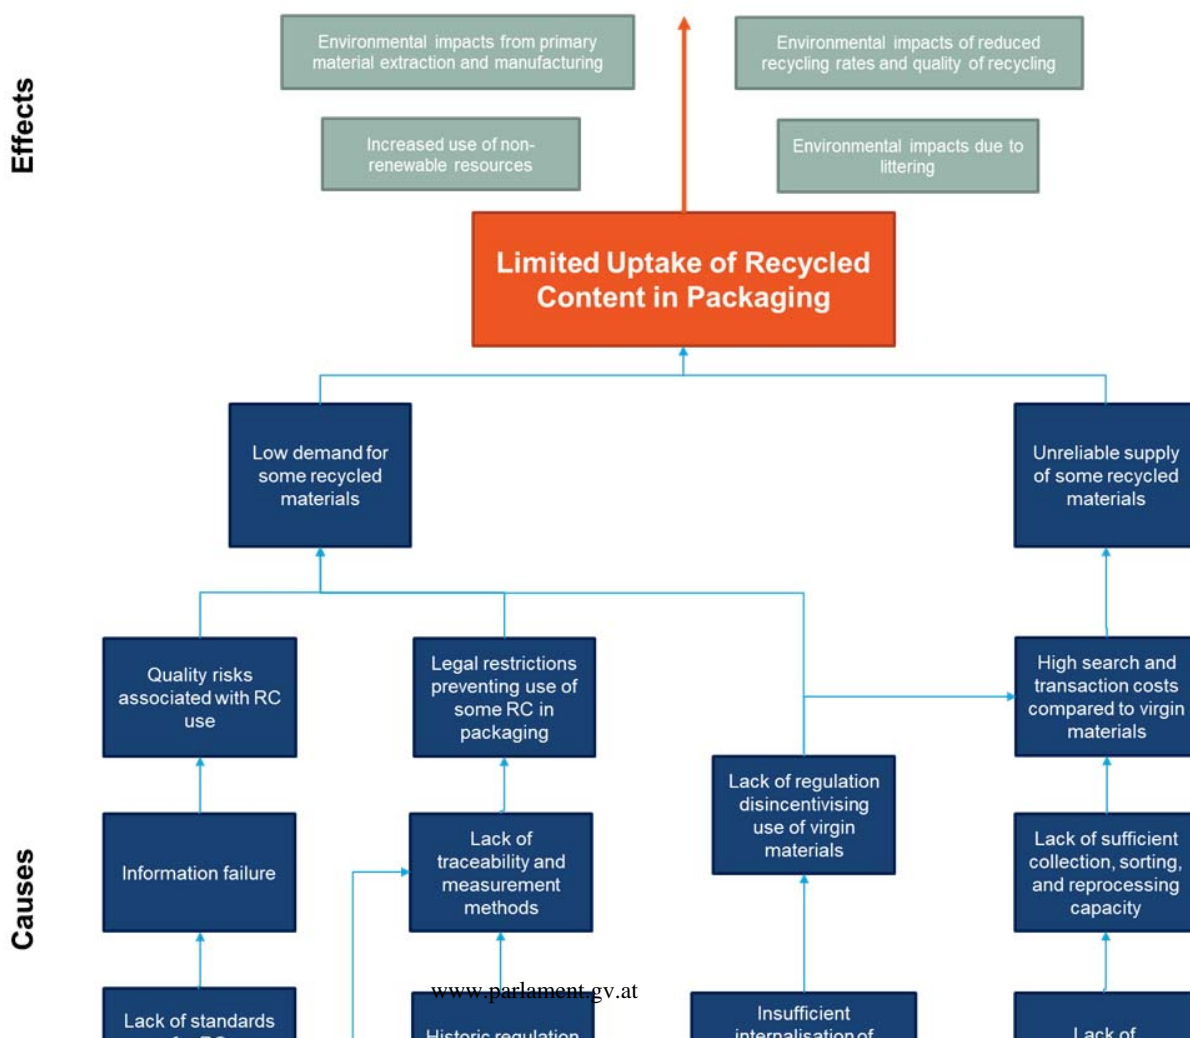 Effects
Environmental impacts from primary
material extraction and manufacturing
Environmental impacts of reduced
recycling rates and quality of recycling
Increased use of non-
renewable resources
Environmental impacts due to
littering
Limited Uptake of Recycled
Content in Packaging
Low demand for
some recycled
materials
Unreliable supply
of some recycled
materials
Quality risks
associated with RC
use
Legal restrictions
preventing use of
some RC in
packaging
High search and
transaction costs
compared to virgin
materials
Lack of regulation
disincentivising
use of virgin
materials
Causes
Information failure
Lack of
traceability and
measurement
methods
Lack of sufficient
collection, sorting,
and reprocessing
capacity
www.parlament.gv.at
Lack of standards
for RC
Historic regulation
Insufficient
internalisation of
Lack of